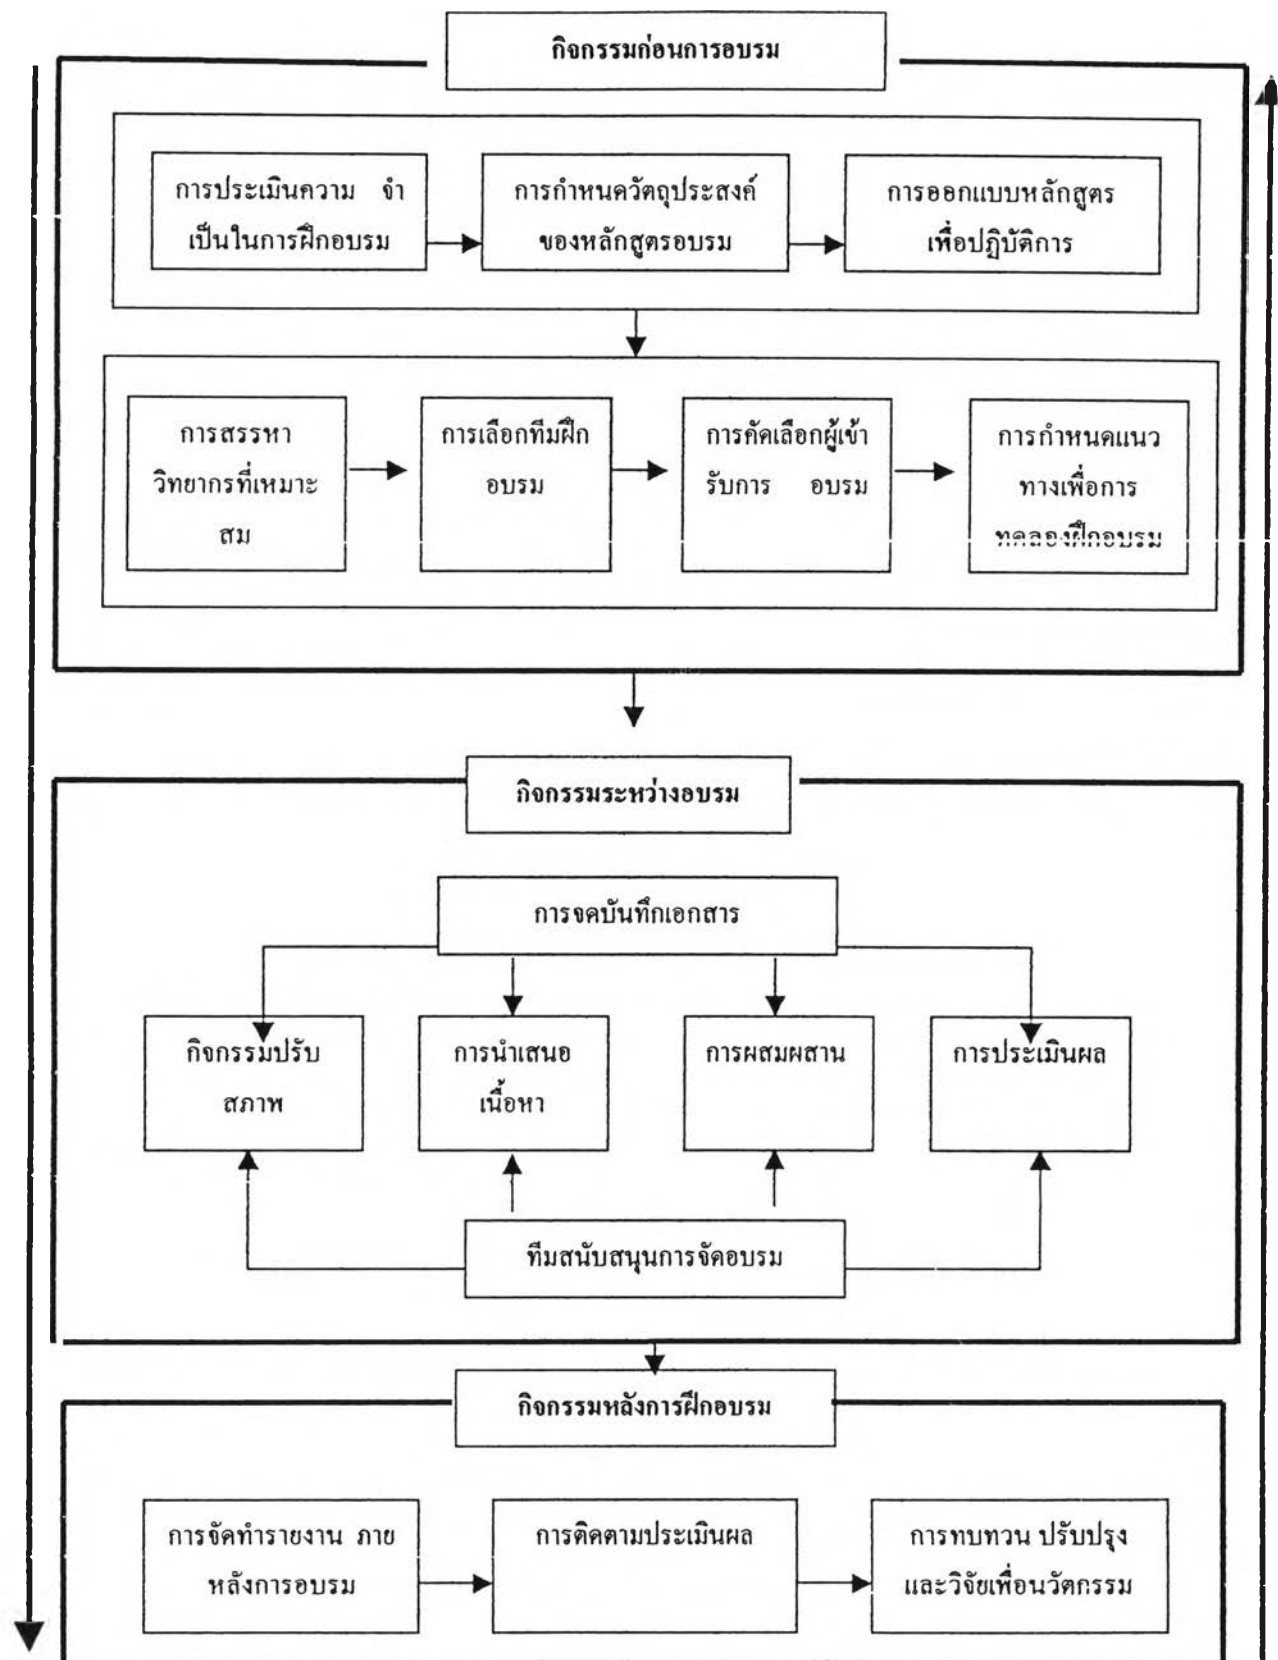 กิจกรรมก่อนการอบรม
การประเมินความ จำ
เป็นในการฝึกอบรม
การกำหนดวัตถุประสงค์
ของหลักสูตรอบรม
การออกแบบหลักสูตร
เพื่อปฏิบัติการ
การสรรหา
วิทยากรที่เหมาะ
สม
การเลือกทีมฝึก
อบรม
การคัดเลือกผู้เข้า
รับการ อบรม
การกำหนดแนว
ทางเพื่อการ
ทดลองฝึกอบรม
กิจกรรมระหว่างอบรม
การจดบันทึกเอกสาร
กิจกรรมปรับ
สภาพ
การนำเสนอ
เนื้อหา
การผสมผสาน
การประเมินผล
ทีมสนับสนุนการจัดอบรม
กิจกรรมหลังการฝึกอบรม
การจัดทำรายงาน ภาย
หลังการอบรม
การติดตามประเมินผล
การทบทวน ปรับปรุง
และวิจัยเพื่อนวัตกรรม